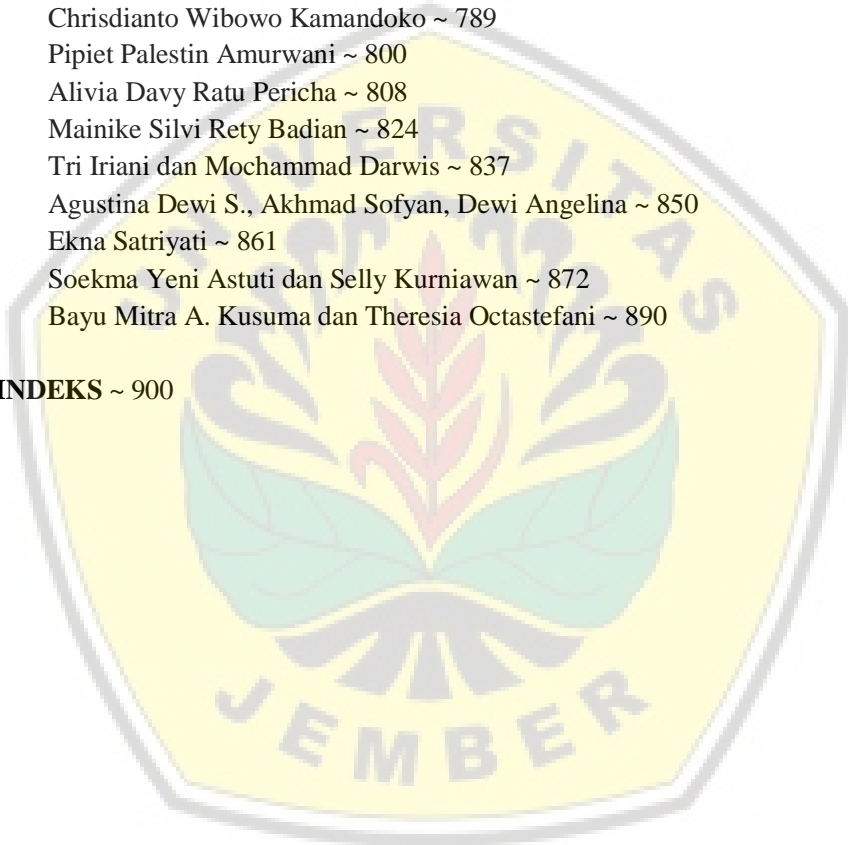 Chrisdianto Wibowo Kamandoko ~ 789
Pipiet Palestin Amurwani ~ 800
Alivia Davy Ratu Pericha ~ 808
Mainike Silvi Rety Badian ~ 824
Tri Iriani dan Mochammad Darwis ~ 837
Agustina Dewi S., Akhmad Sofyan, Dewi Angelina ~ 850
Ekna Satriyati ~ 861
Soekma Yeni Astuti dan Selly Kurniawan ~ 872
Bayu Mitra A. Kusuma dan Theresia Octastefani ~ 890
INDEKS ~ 900
UNIVERSITAS
JEMBER